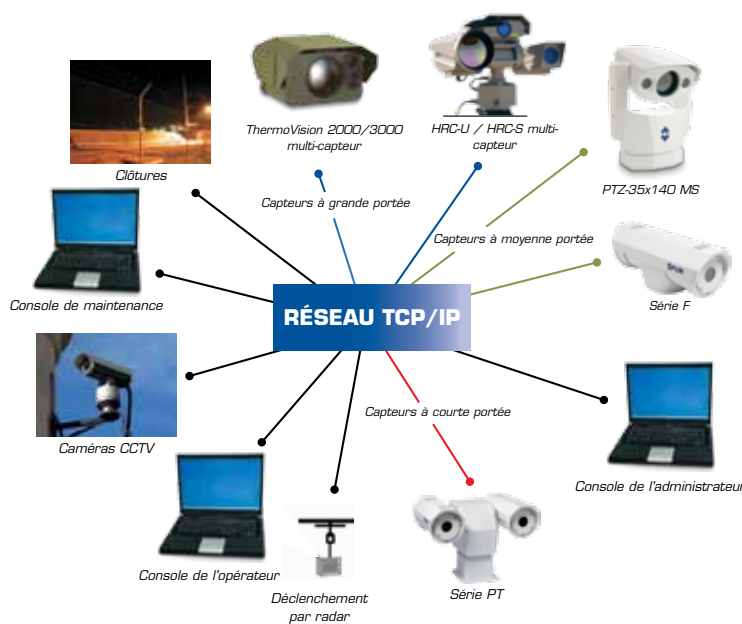 ThermoVision 2000/3000
multi-capteur
HRC-U / HRC-S multi-
capteur
Clôtures
PTZ-35x140 MS
Capteurs à grande portée
Capteurs à moyenne portée
Console de maintenance
RÉSEAU TCP/IP
Série F
Capteurs à courte portée
Caméras CCTV
Console de l'administrateur
Console de l'opérateur
Déclenchement
par radar
Série PT